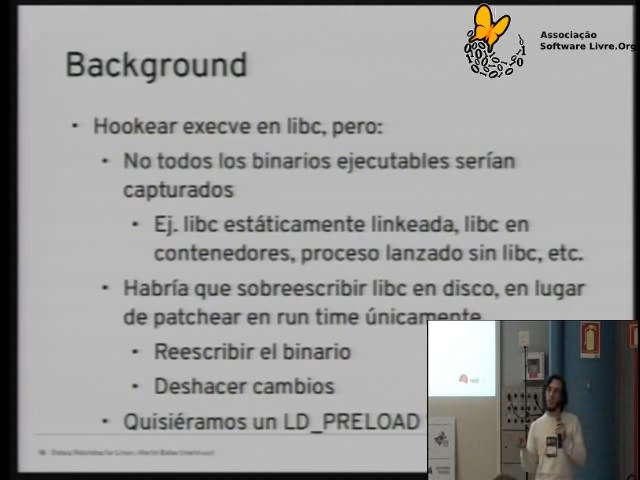 Associação
Software Livre.Org
Background
• Hookear execve en libc, pero:
• No todos los binarios ejecutables serían
capturados
• Ej. libc estáticamente linkeada, libc en
contenedores, proceso lanzado sin libc, etc.
• Habría que sobreescribir libc en disco, en lugar
de patchear en run time únicamente
• Reescribir el binario
• Deshacer cambios
• Quisiéramos un LD_PRELOAD
red